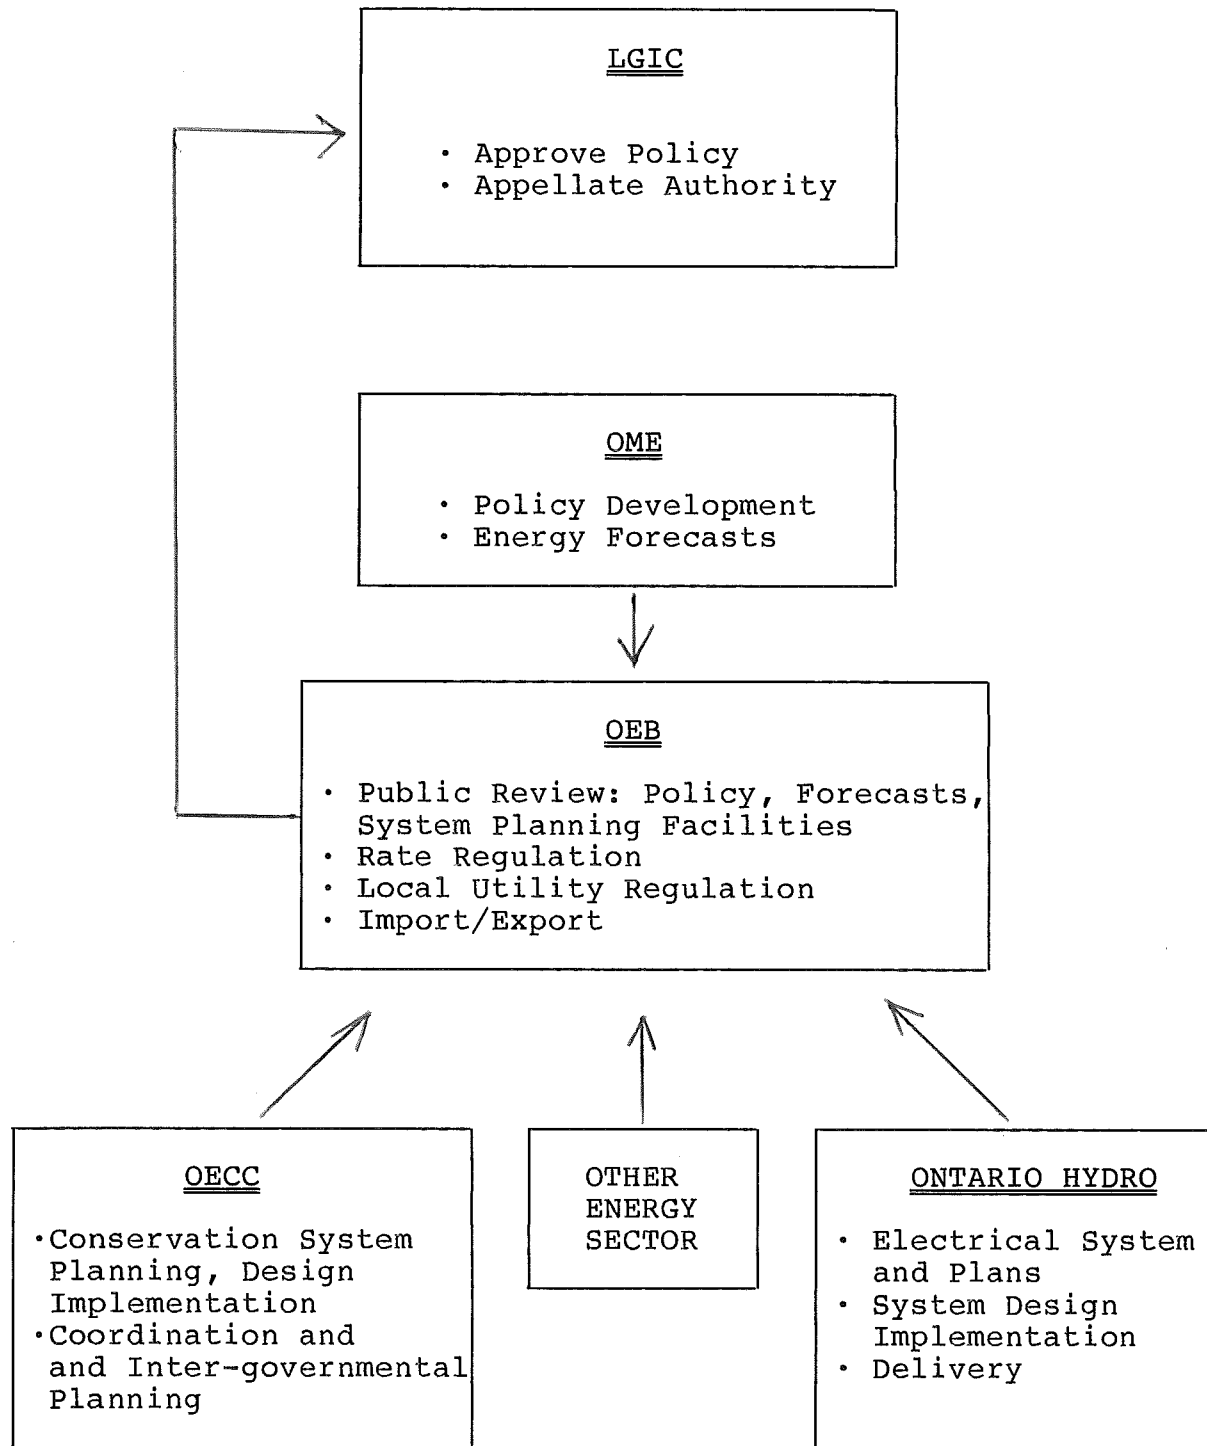 LGIC
· Approve Policy
· Appellate Authority
OME
· Policy Development
· Energy Forecasts
OEB
· Public Review: Policy, Forecasts,
System Planning Facilities
· Rate Regulation
· Local Utility Regulation
· Import/Export
OECC
·Conservation System
Planning, Design
Implementation
·Coordination and
and Inter-governmental
Planning
OTHER
ENERGY
SECTOR
ONTARIO HYDRO
· Electrical System
and Plans
· System Design
Implementation
· Delivery